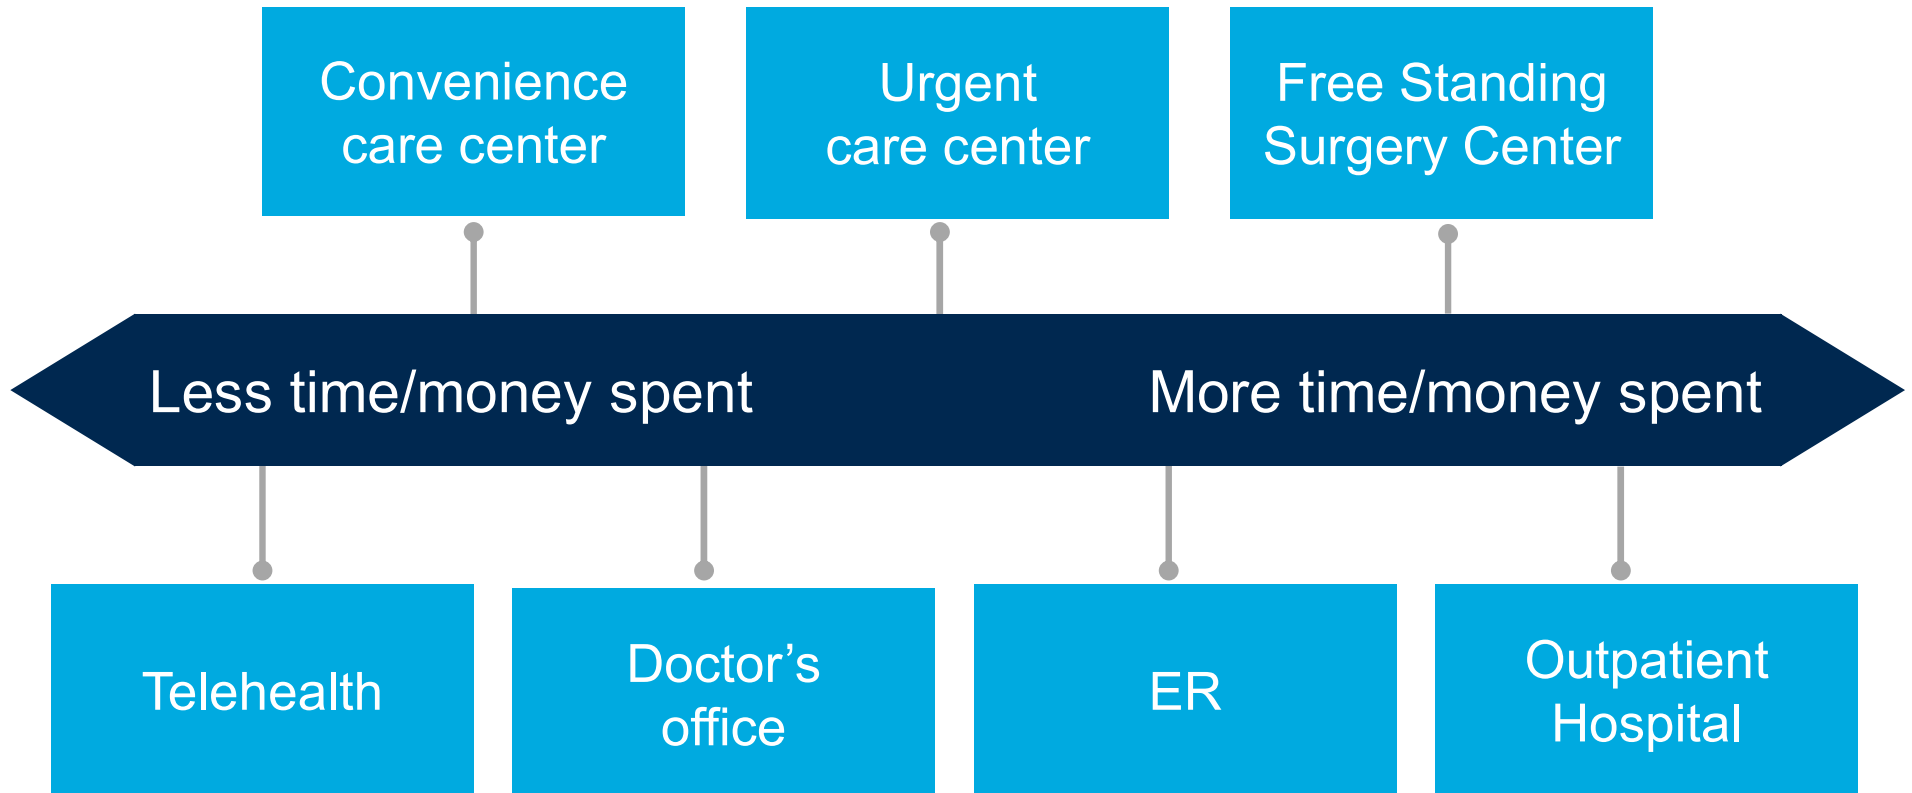 Convenience
care center
Urgent
care center
Free Standing
Surgery Center
Less time/money spent
More time/money spent
Telehealth
Doctor’s
office
ER
Outpatient
Hospital